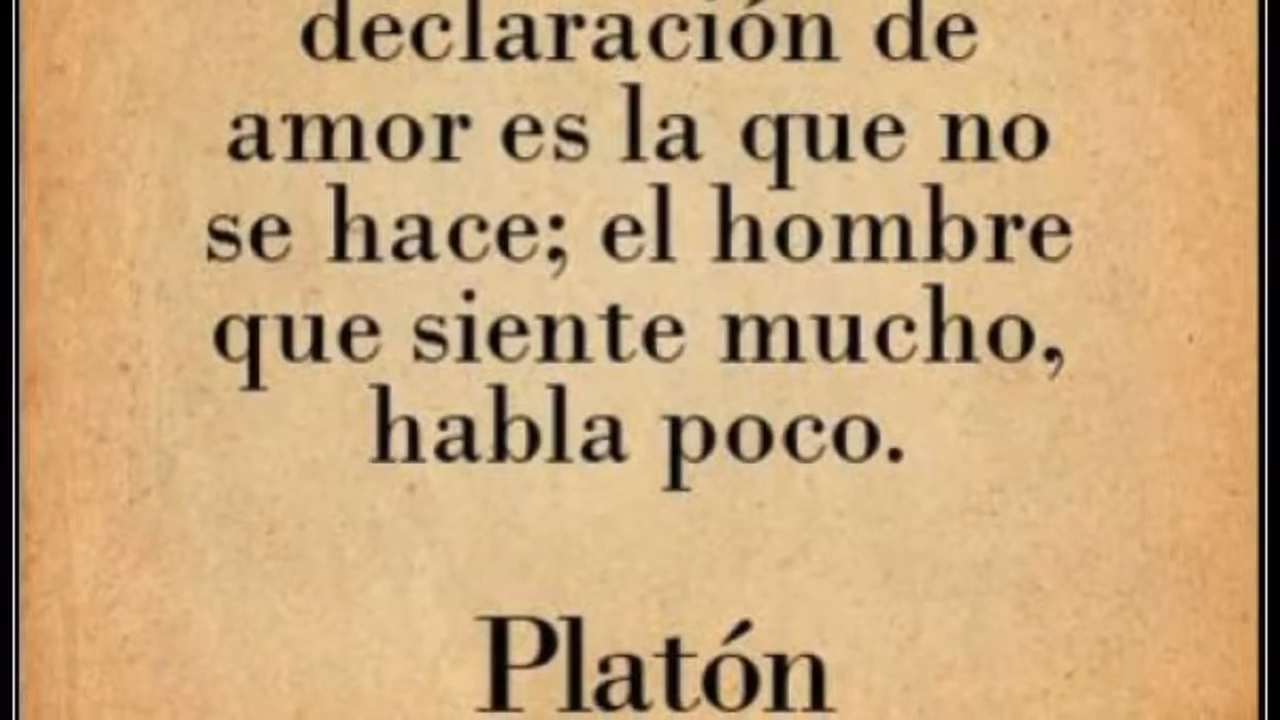 declaración de
amor es la que no
se hace; el hombre
que siente mucho,
habla poco.
Platón